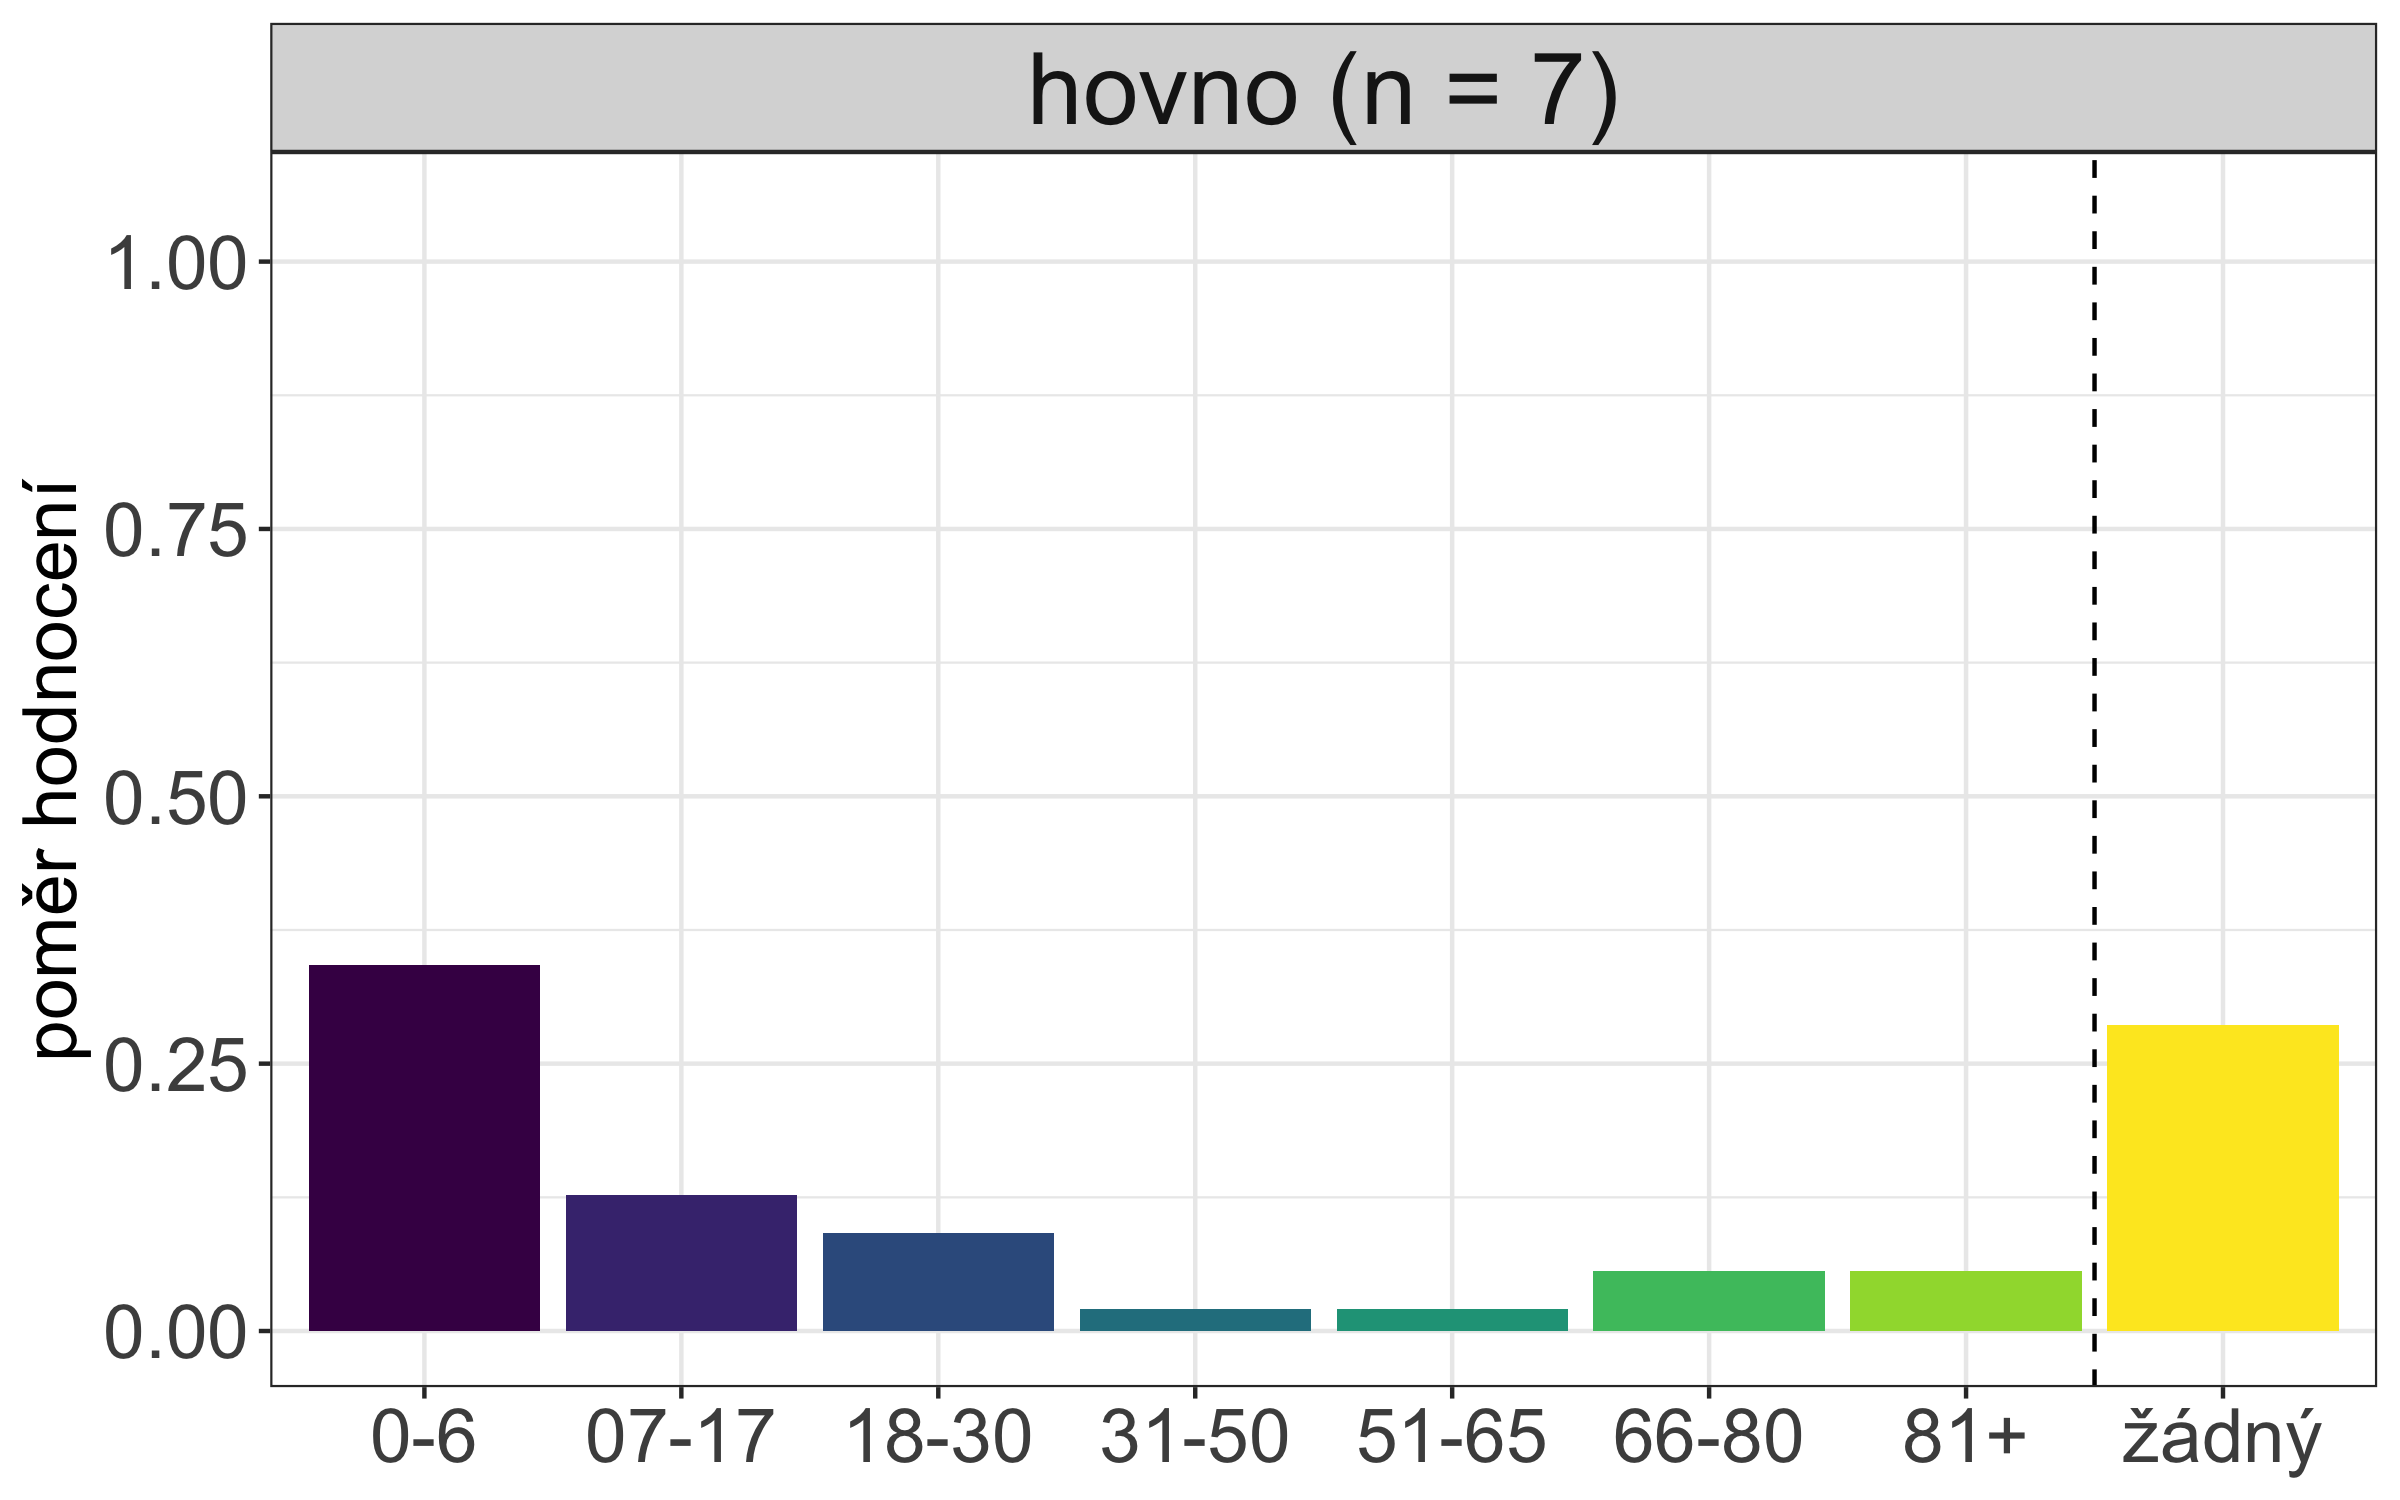 hovno (n = 7)
poměr hodnocení
1.00
0.75
0.50
0.25
0.00
0-6 07-17 18-30 31-50 51-65 66-80 81+ žádný